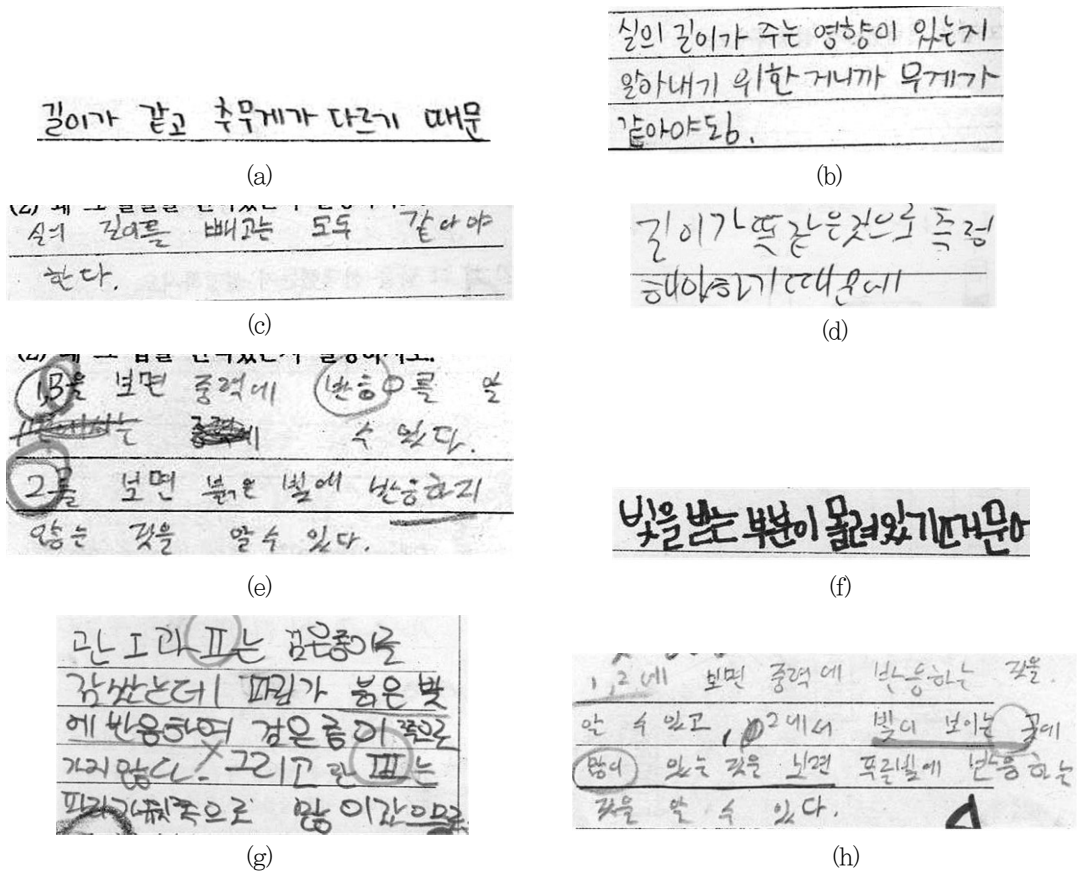 길이가 같고 추무게가 다르기 때문
(a)
실의 길이가 주는 영향이 있는지
알아내기 위한 거니까 무게가
같아야 됨.
(b)
실의 길이를 빼고는 모두 같아야
한다.
(c)
길이가 똑같은것으로 측정
해야하기때문에
(d)
1,3을 보면 중력에 반응 를 알
수 있다.
2를 보면 붉은 빛에 반응하지
않는 것을 알 수 있다.
(e)
빛을 받는 부분이 몰려있기때문에
(f)
관 I과 II는 검은종이를
감쌌는데 파리가 붉은 빛
에 반응하여 검은종이쪽으로
가지않다. 그리고 관 III는
파리가 뒤쪽으로 많이갔으므로
(g)
1,2에 보면 중력에 반응하는 것을.
알 수 있고, 2에서 빛이 보이는 곳에
많이 있는 것을 보면 푸른빛에 반응하는
것을 알 수 있다.
(h)